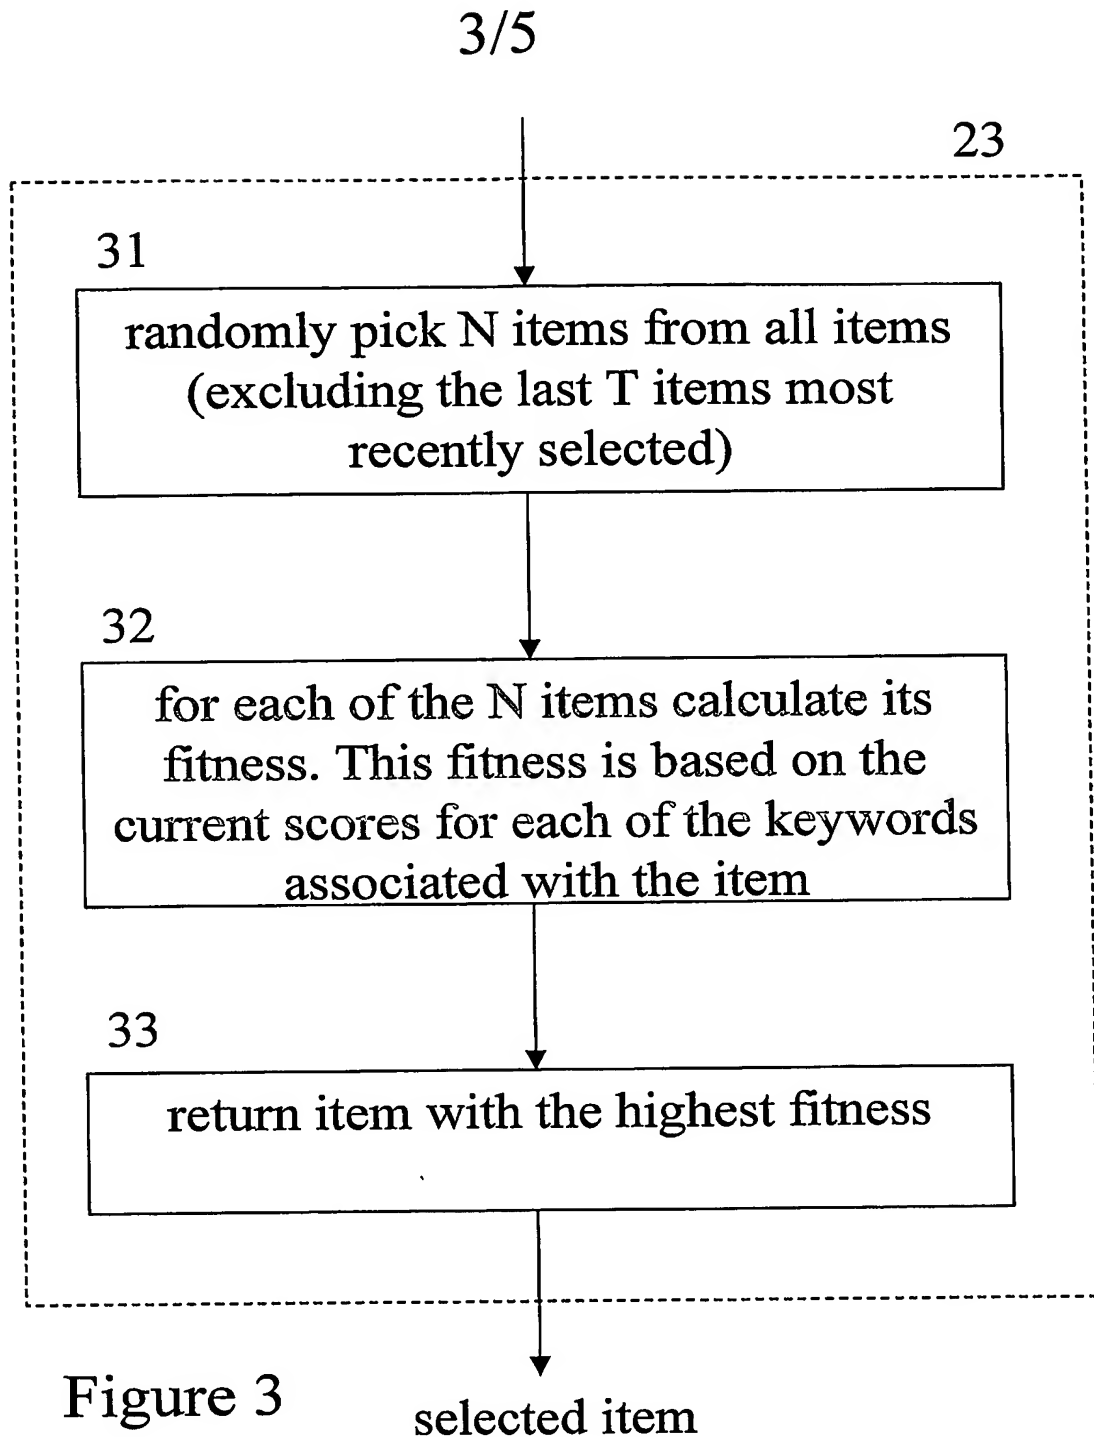 3/5
23
31
randomly pick N items from all items
(excluding the last T items most
recently selected)
32
for each of the N items calculate its
fitness. This fitness is based on the
current scores for each of the keywords
associated with the item
33
return item with the highest fitness
Figure 3
selected item